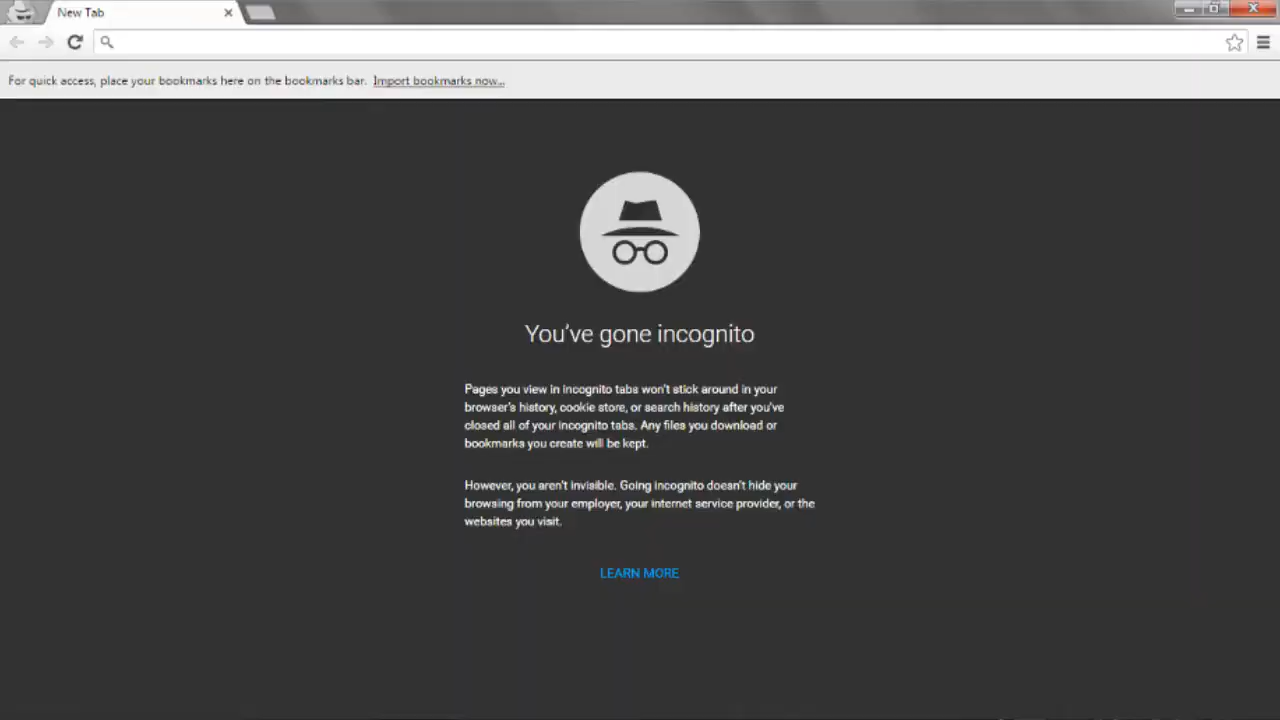 New Tab
For quick access, place your bookmarks here on the bookmarks bar. Import bookmarks now...
You've gone incognito
Pages you view in incognito tabs won't stick around in your
browser's history, cookie store, or search history after you've
closed all of your incognito tabs. Any files you download or
bookmarks you create will be kept.
However, you aren't invisible. Going incognito doesn't hide your
browsing from your employer, your internet service provider, or the
websites you visit.
LEARN MORE